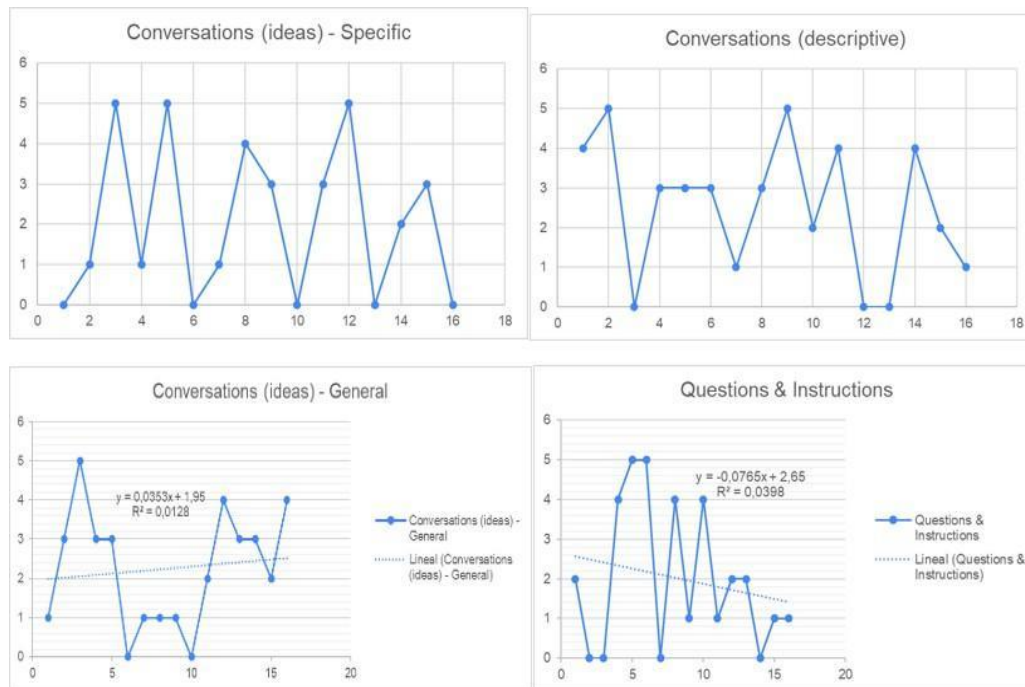 Conversations (ideas) - Specific
6
5
4
3
2
1
0
0 2 4 6 8 10 12 14 16 18
Conversations (descriptive)
6
5
4
3
2
1
0
0 2 4 6 8 10 12 14 16 18
Conversations (ideas) - General
6
5
4
3
2
1
0
0 5 10 15 20
y = 0,0353x + 1,95
R² = 0,0128
Conversations (ideas) -
General
Lineal (Conversations
(ideas) - General)
Questions & Instructions
6
5
4
3
2
1
0
0 5 10 15 20
y = -0,0765x + 2,65
R² = 0,0398
Questions &
Instructions
Lineal (Questions &
Instructions)